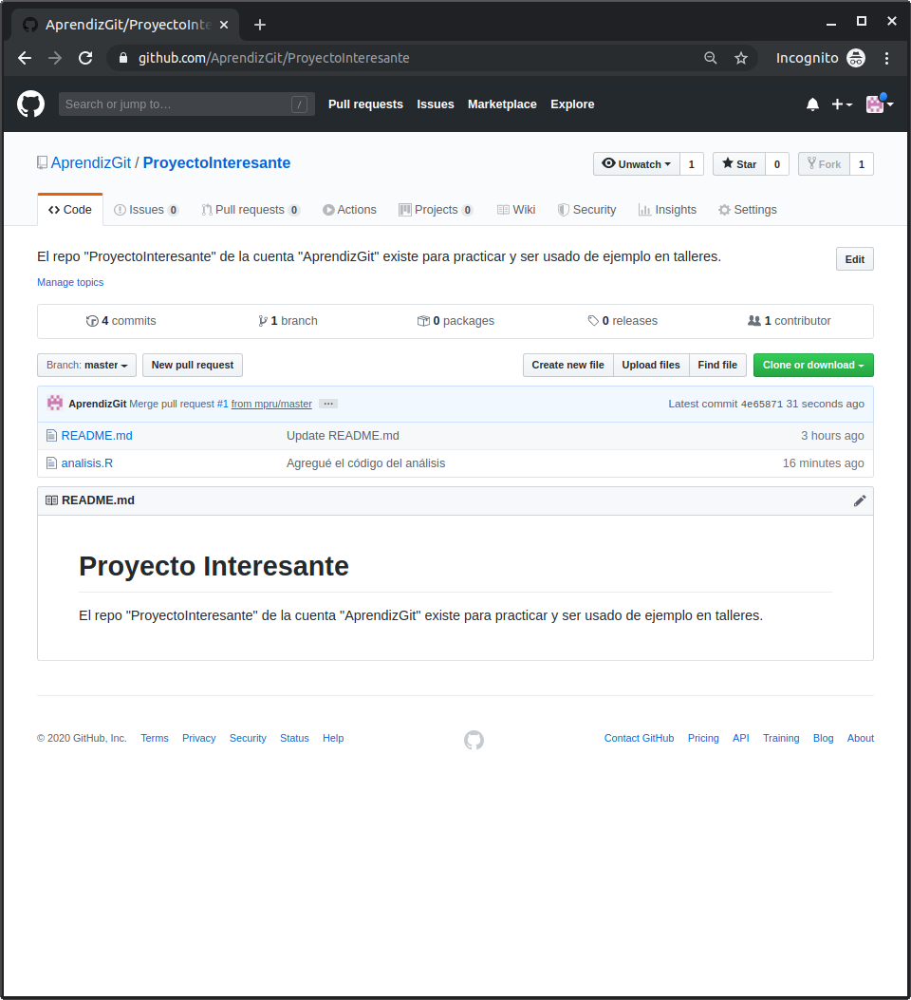 AprendizGit/ProyectoInte
github.com/AprendizGit/ProyectoInteresante Incognito
Search or jump to… / Pull requests Issues Marketplace Explore
AprendizGit / ProyectoInteresante Unwatch 1 Star 0 Fork 1
Code Issues 0 Pull requests 0 Actions Projects 0 Wiki Security Insights Settings
El repo "ProyectoInteresante" de la cuenta "AprendizGit" existe para practicar y ser usado de ejemplo en talleres. Edit
Manage topics
4 commits 1 branch 0 packages 0 releases 1 contributor
Branch: master New pull request Create new file Upload files Find file Clone or download
AprendizGit Merge pull request #1 from mpru/master ... Latest commit 4e65871 31 seconds ago
README.md Update README.md 3 hours ago
analisis.R Agregué el código del análisis 16 minutes ago
README.md
Proyecto Interesante
El repo "ProyectoInteresante" de la cuenta "AprendizGit" existe para practicar y ser usado de ejemplo en talleres.
© 2020 GitHub, Inc. Terms Privacy Security Status Help Contact GitHub Pricing API Training Blog About